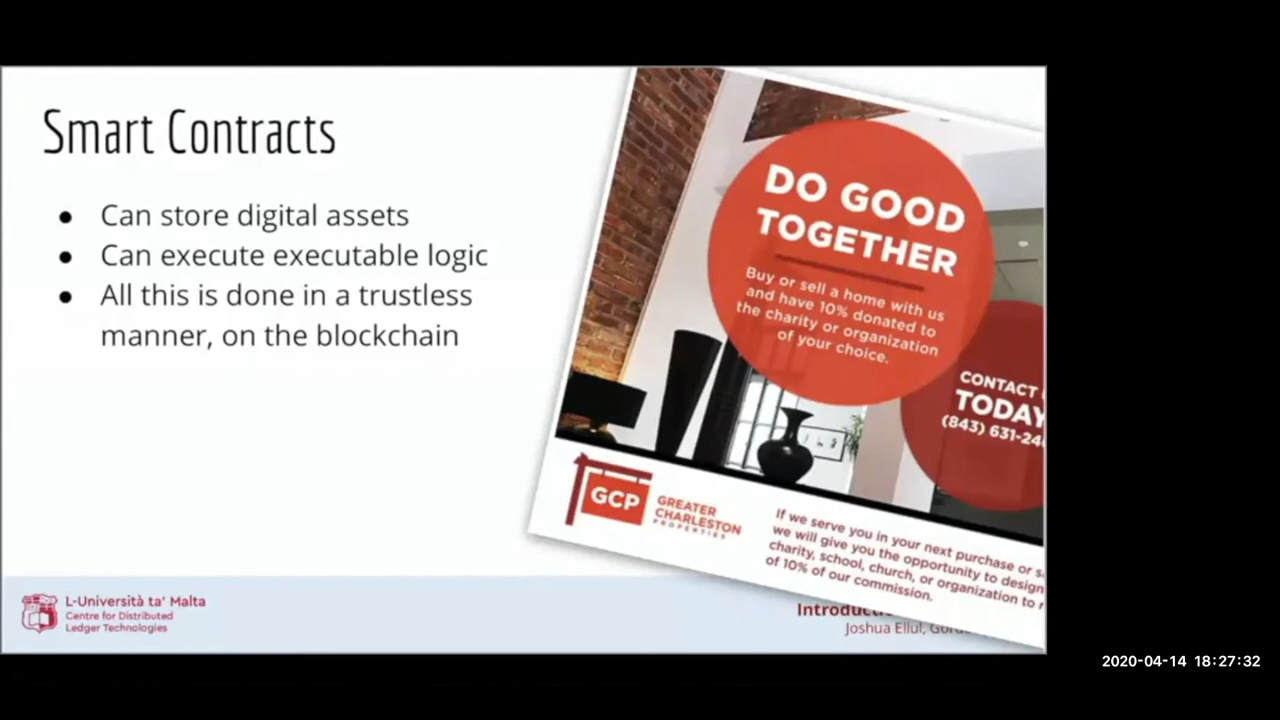 Smart Contracts
● Can store digital assets
● Can execute executable logic
● All this is done in a trustless
manner, on the blockchain
DO GOOD
TOGETHER
Buy or sell a home with us
and have 10% donated to
the charity or organization
of your choice.
CONTACT
TODAY
(843) 631-24
GCP
GREATER
CHARLESTON
PROPERTIES
If we serve you in your next purchase or s
we will give you the opportunity to design
charity, school, church, or organization to r
of 10% of our commission.
L-Università ta' Malta
Centre for Distributed
Ledger Technologies
Joshua Ellul,
2020-04-14 18:27:32